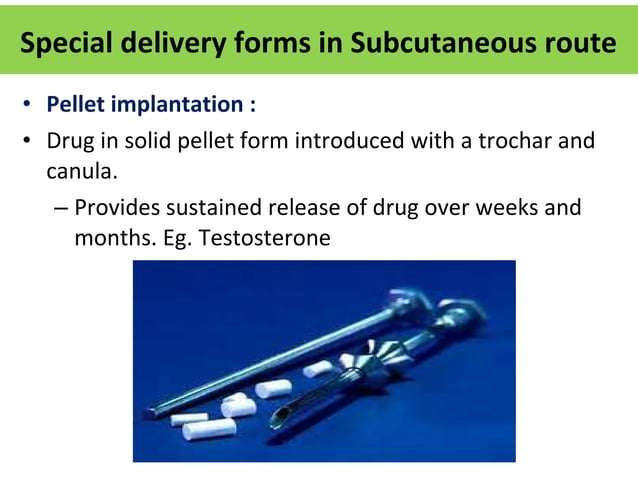 Special delivery forms in Subcutaneous route
• Pellet implantation :
• Drug in solid pellet form introduced with a trochar and
canula.
– Provides sustained release of drug over weeks and
months. Eg. Testosterone